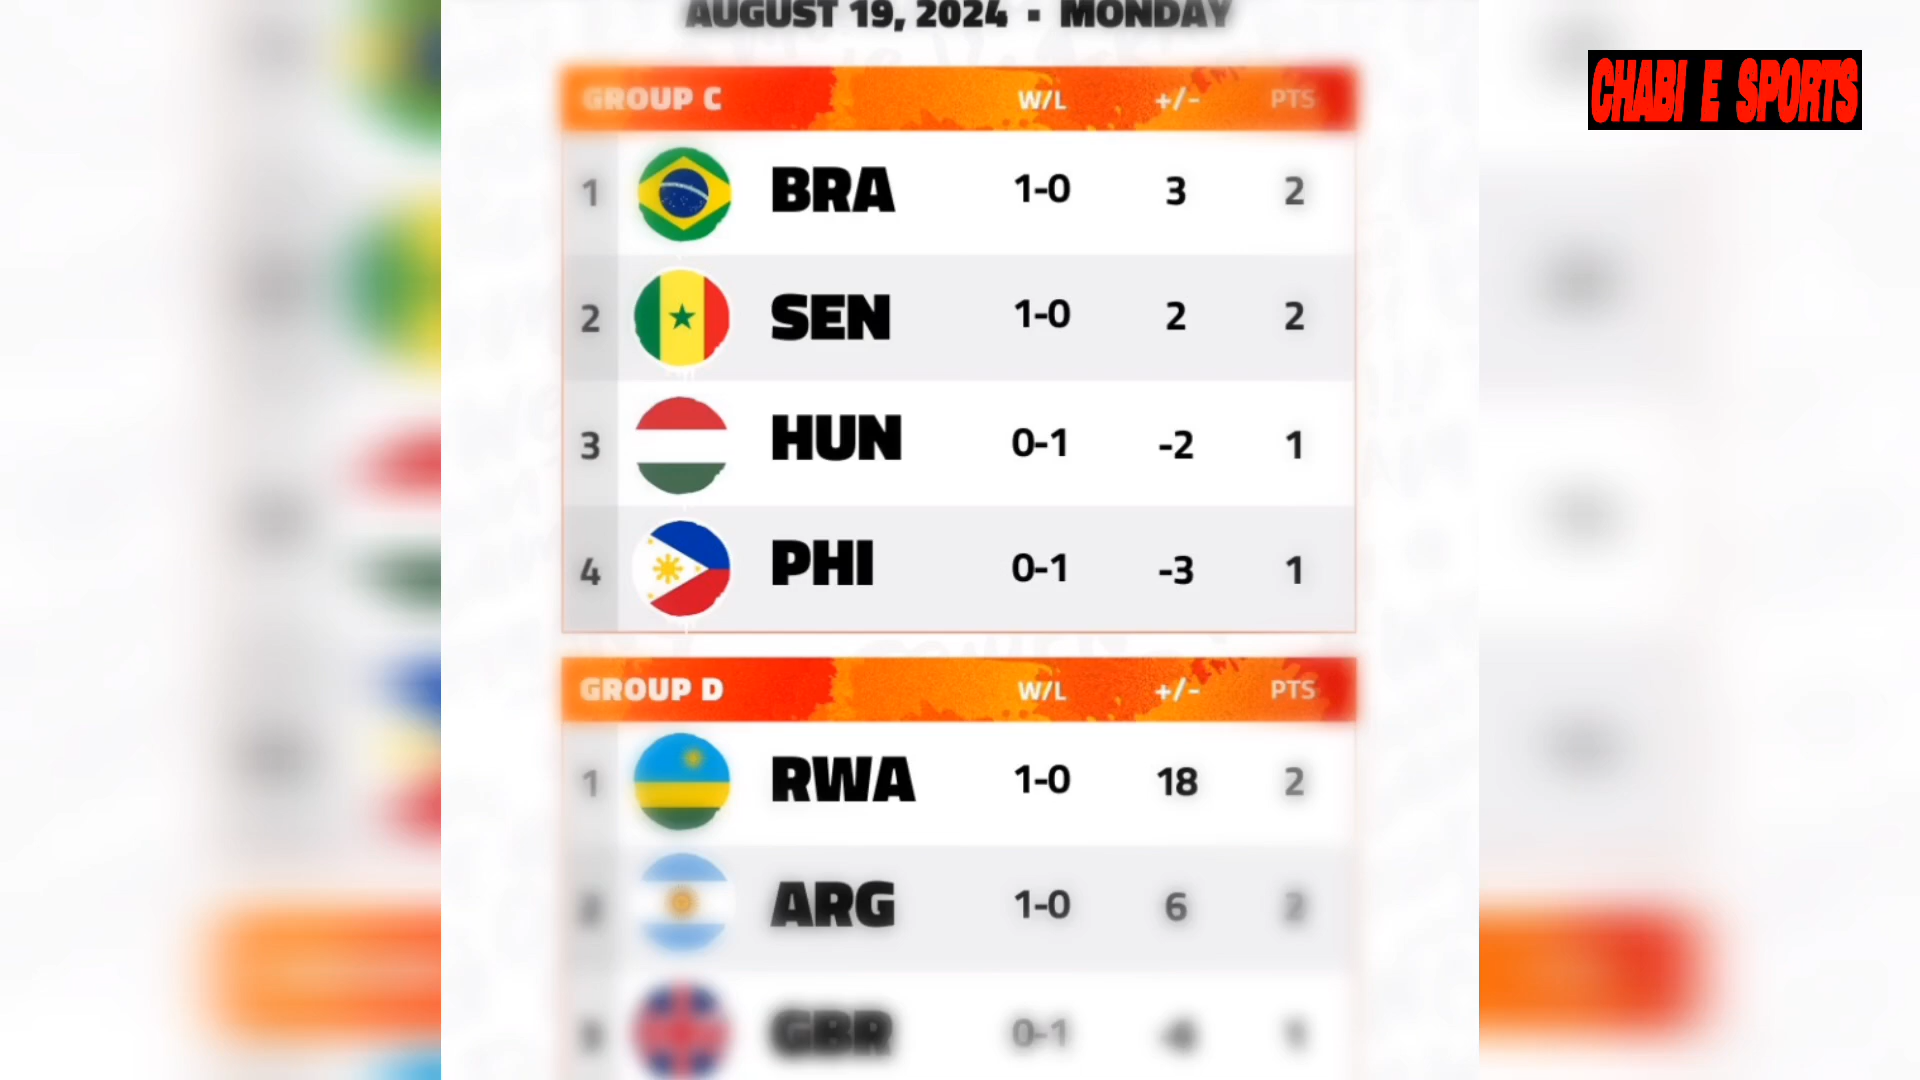 AUGUST 19, 2024 ▪ MONDAY
CHABI E SPORTS
GROUP C W/L +/- PTS
1 BRA 1-0 3 2
2 SEN 1-0 2 2
3 HUN 0-1 -2 1
4 PHI 0-1 -3 1
GROUP D W/L +/- PTS
1 RWA 1-0 18 2
2 ARG 1-0 6 2
GBR 0-1